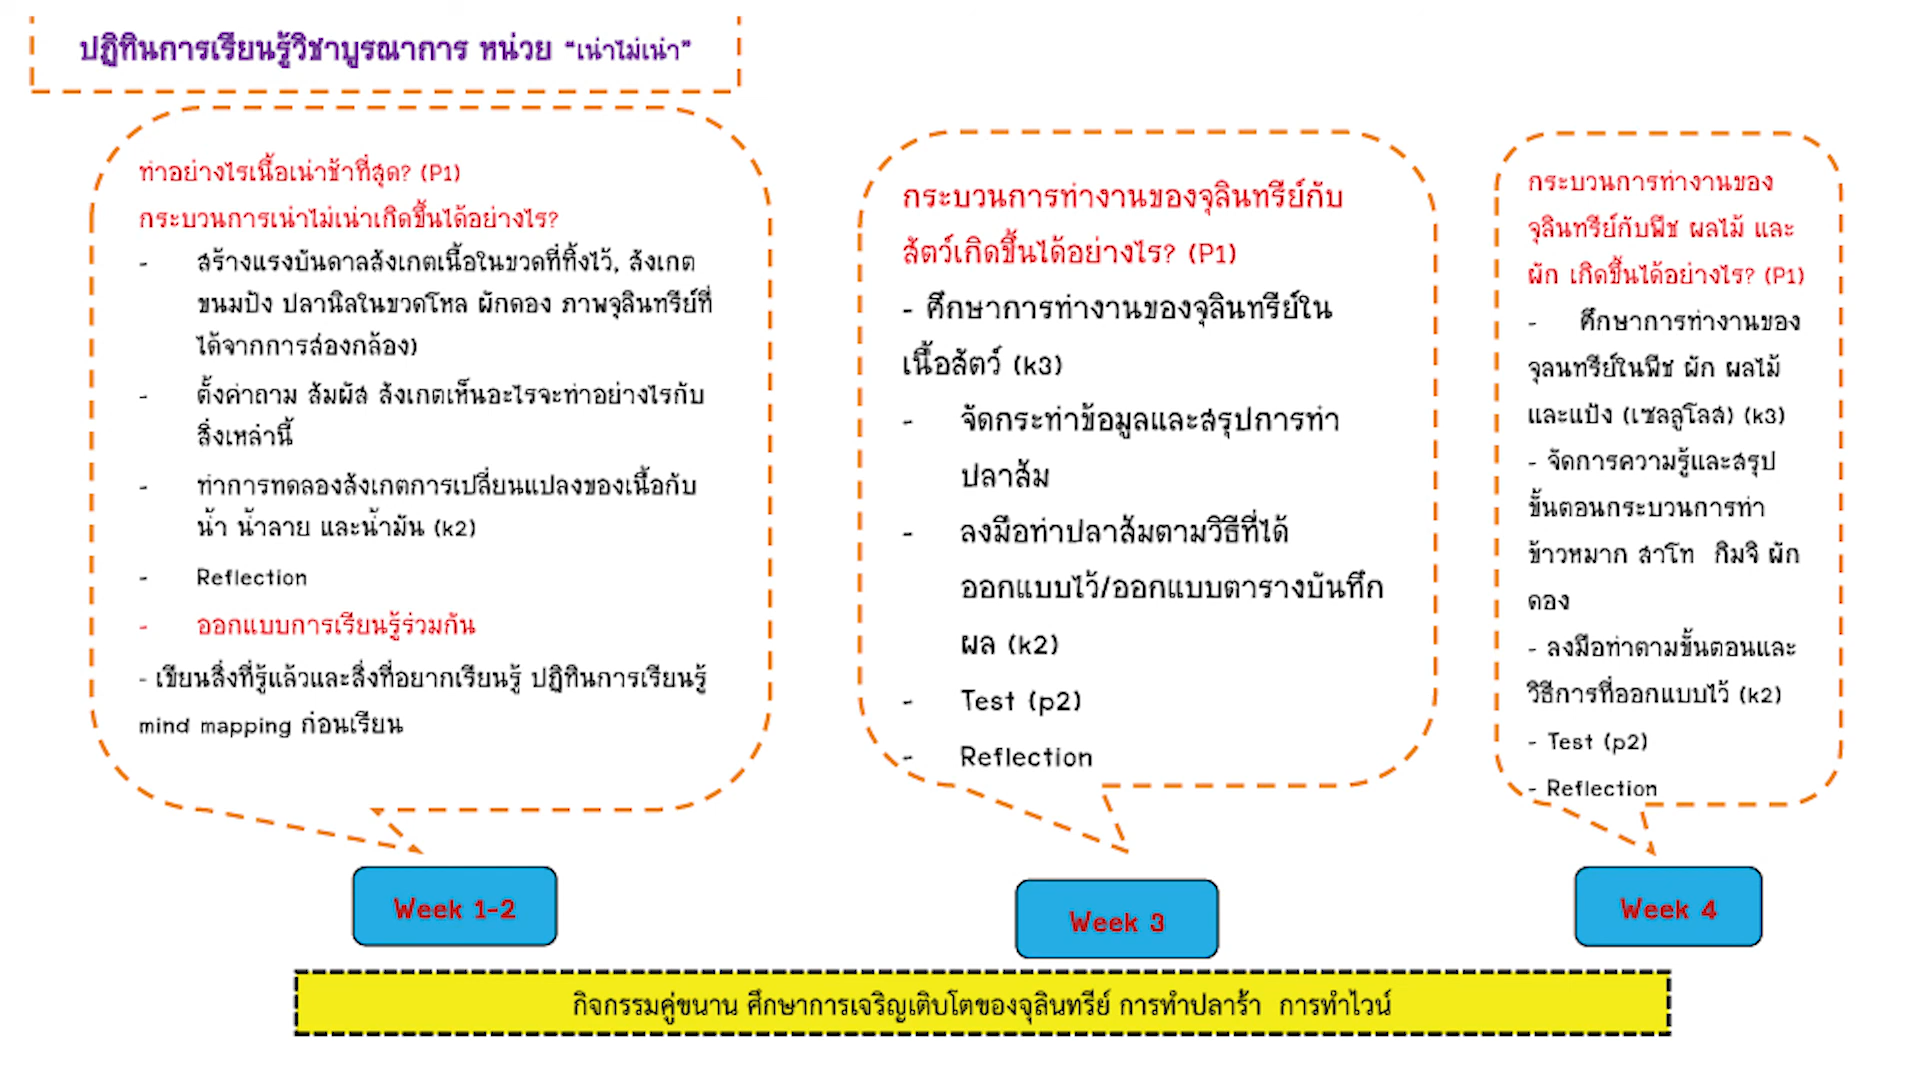 ปฏิทินการเรียนรู้วิชาบูรณาการ หน่วย “เน่าไม่เน่า”
ทำอย่างไรเนื้อเน่าช้าที่สุด? (P1)
กระบวนการเน่าไม่เน่าเกิดขึ้นได้อย่างไร?
- สร้างแรงบันดาลสังเกตเนื้อในขวดที่ทิ้งไว้, สังเกต
ขนมปัง ปลานิลในขวดโหล ผักดอง ภาพจุลินทรีย์ที่
ได้จากการส่องกล้อง)
- ตั้งคำถาม สัมผัส สังเกตเห็นอะไรจะทำอย่างไรกับ
สิ่งเหล่านี้
- ทำการทดลองสังเกตการเปลี่ยนแปลงของเนื้อกับ
น้ำ น้ำลาย และน้ำมัน (k2)
- Reflection
- ออกแบบการเรียนรู้ร่วมกัน
- เขียนสิ่งที่รู้แล้วและสิ่งที่อยากเรียนรู้ ปฏิทินการเรียนรู้
mind mapping ก่อนเรียน
Week 1-2
กระบวนการทำงานของจุลินทรีย์กับ
สัตว์เกิดขึ้นได้อย่างไร? (P1)
- ศึกษาการทำงานของจุลินทรีย์ใน
เนื้อสัตว์ (k3)
- จัดกระทำข้อมูลและสรุปการทำ
ปลาส้ม
- ลงมือทำปลาส้มตามวิธีที่ได้
ออกแบบไว้/ออกแบบตารางบันทึก
ผล (k2)
- Test (p2)
- Reflection
Week 3
กระบวนการทำงานของ
จุลินทรีย์กับพืช ผลไม้ และ
ผัก เกิดขึ้นได้อย่างไร? (P1)
- ศึกษาการทำงานของ
จุลนทรีย์ในพืช ผัก ผลไม้
และแป้ง (เซลลูโลส) (k3)
- จัดการความรู้และสรุป
ขั้นตอนกระบวนการทำ
ข้าวหมาก สาโท กิมจิ ผัก
ดอง
- ลงมือทำตามขั้นตอนและ
วิธีการที่ออกแบบไว้ (k2)
- Test (p2)
- Reflection
Week 4
กิจกรรมคู่ขนาน ศึกษาการเจริญเติบโตของจุลินทรีย์ การทำปลาร้า การทำไวน์